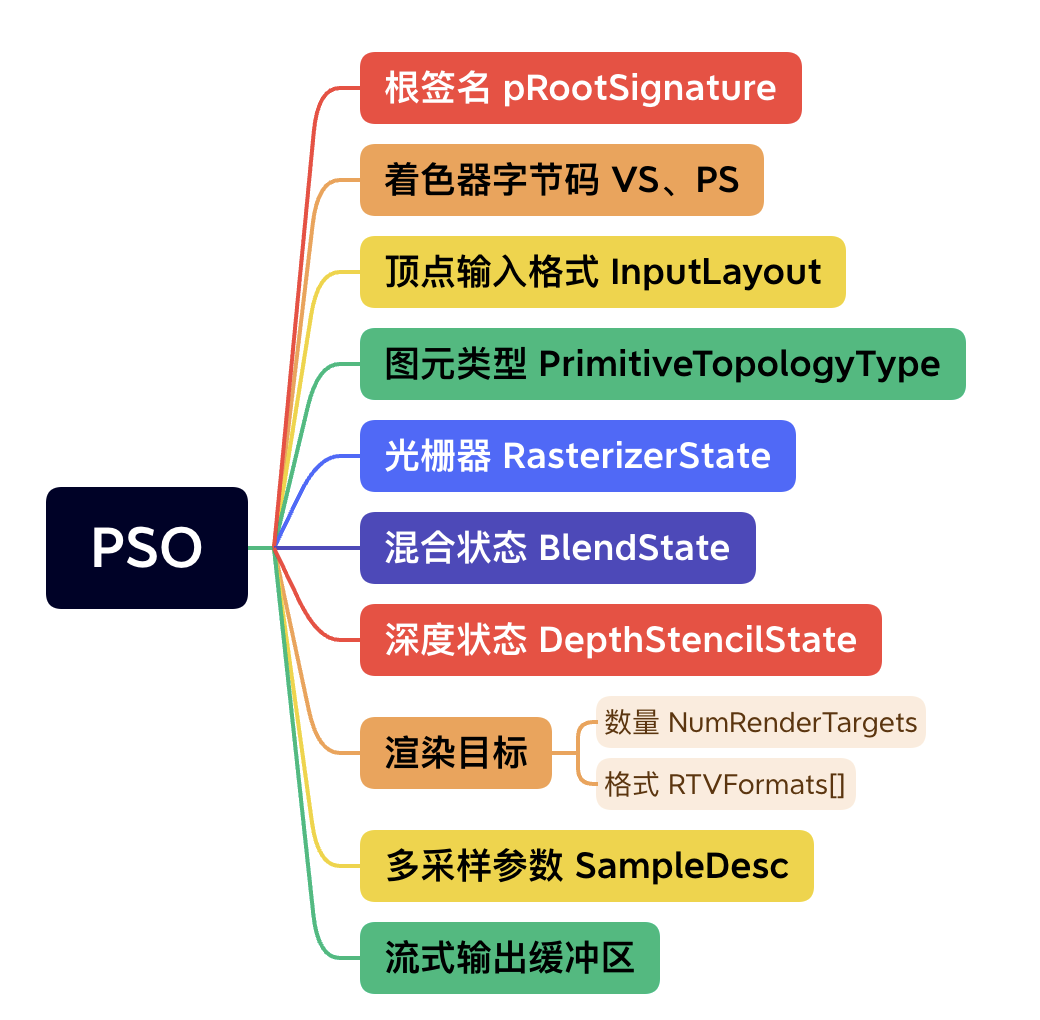 根签名 pRootSignature
着色器字节码 VS、PS
顶点输入格式 InputLayout
图元类型 PrimitiveTopologyType
光栅器 RasterizerState
PSO
混合状态 BlendState
深度状态 DepthStencilState
渲染目标
数量 NumRenderTargets
格式 RTVFormats[]
多采样参数 SampleDesc
流式输出缓冲区